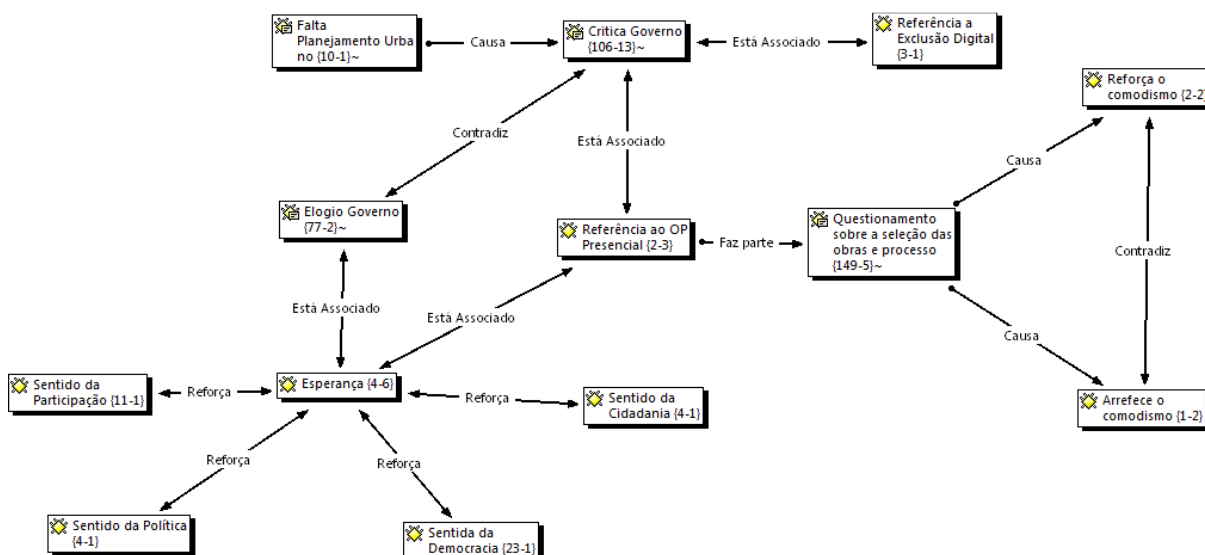 Falta
Planejamento Urba
no {10-1}~
Causa
Critica Governo
{106-13}~
Está Associado
Referência a
Exclusão Digital
{3-1}
Reforça o
comodismo {2-2}
Contradiz
Está Associado
Causa
Elogio Governo
{77-2}~
Referência ao OP
Presencial {2-3}
Faz parte
Questionamento
sobre a seleção das
obras e processo
{149-5}~
Contradiz
Está Associado
Está Associado
Causa
Sentido da
Participação {11-1}
Reforça
Esperança {4-6}
Reforça
Sentido da
Cidadania {4-1}
Arrefece o
comodismo {1-2}
Reforça
Reforça
Sentido da Política
{4-1}
Sentida da
Democracia {23-1}